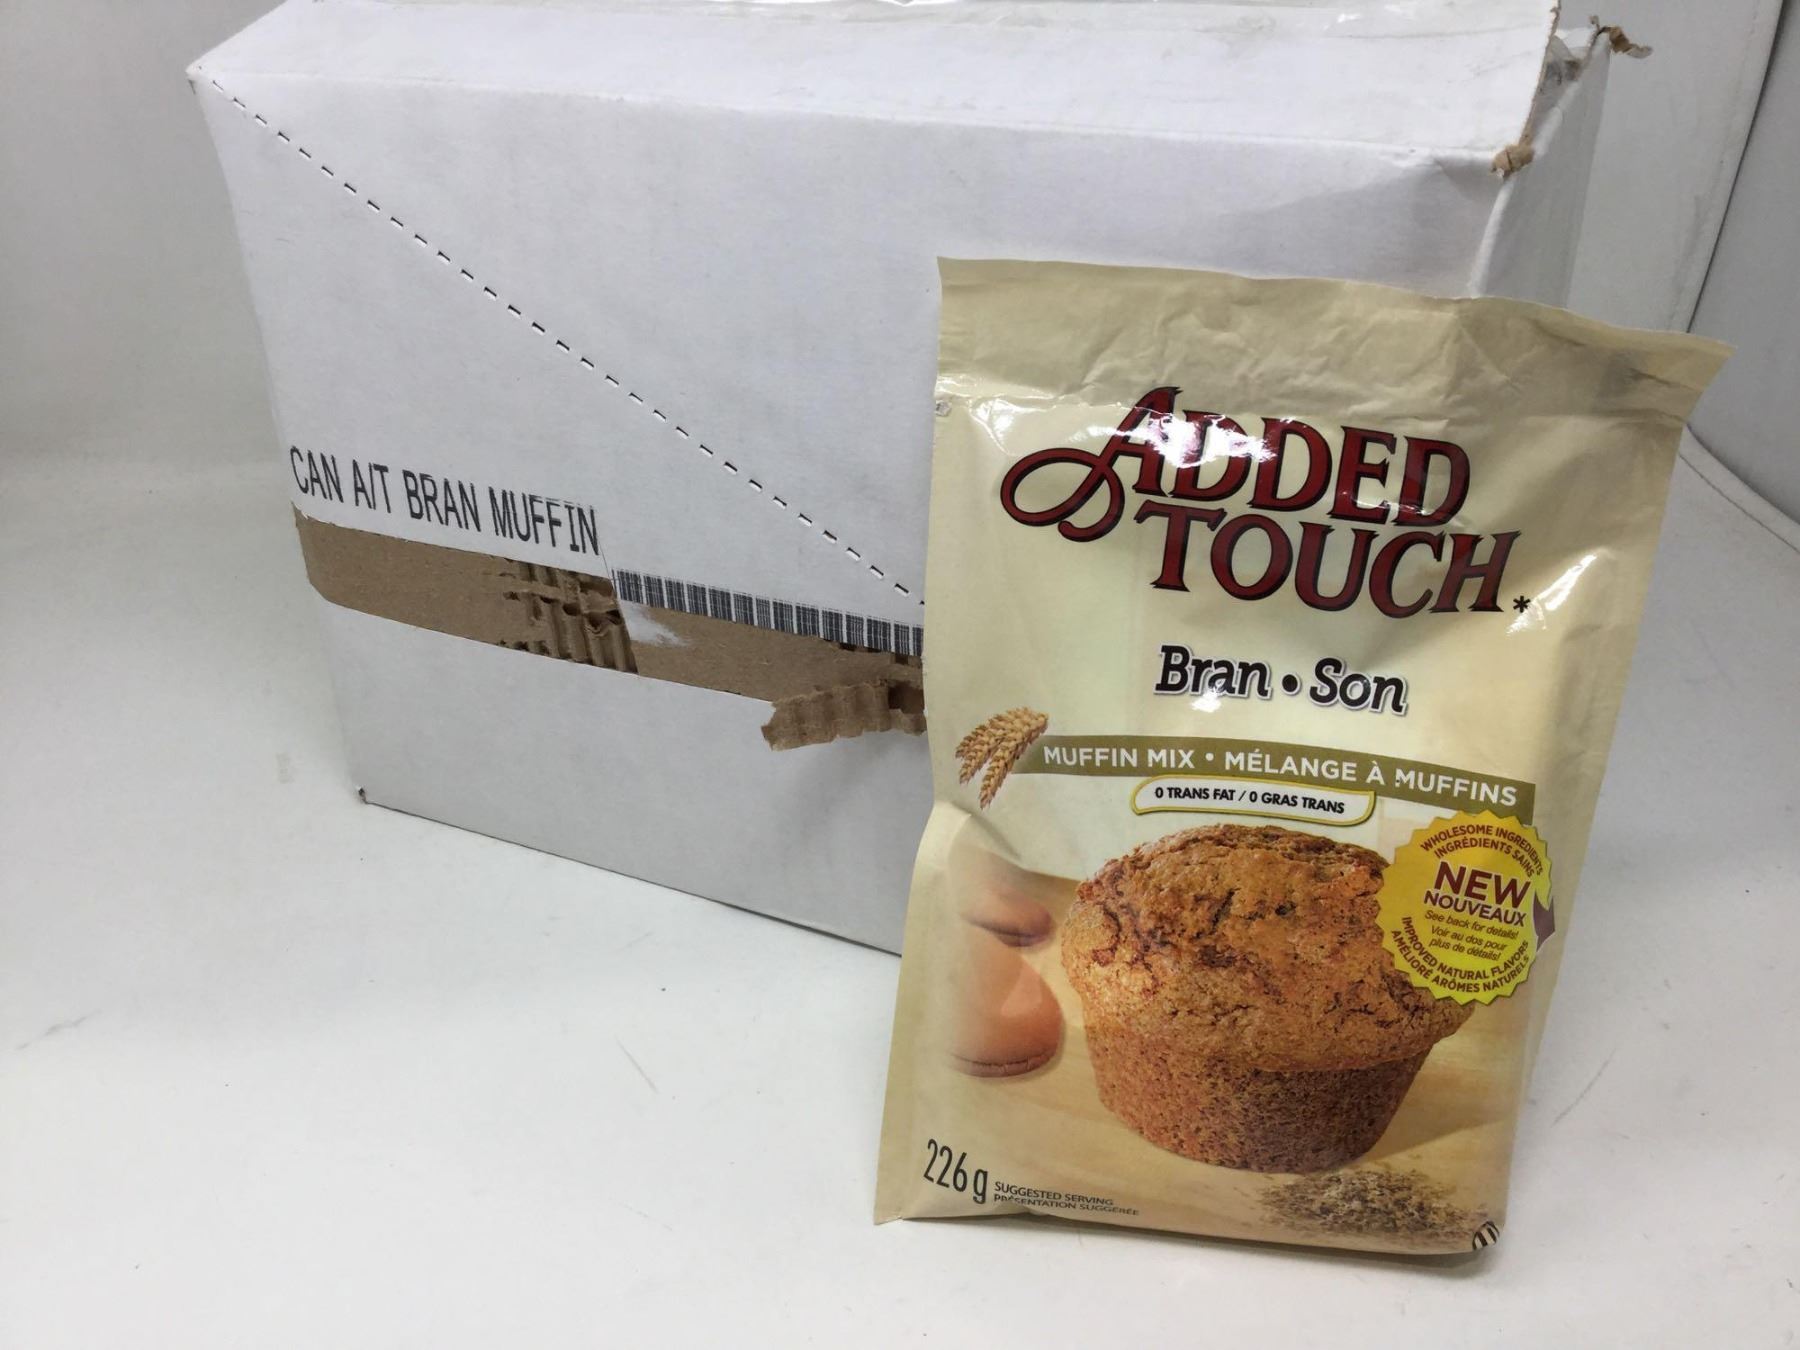 CAN A/T BRAN MUFFIN
ADDED
TOUCH*
Bran • Son
MUFFIN MIX • MÉLANGE À MUFFINS
0 TRANS FAT / 0 GRAS TRANS
WHOLESOME INGREDIENTS
INGRÉDIENTS SAINS
NEW
NOUVEAUX
See back for details!
Voir au dos pour
plus de détails!
IMPROVED NATURAL FLAVORS
AMÉLIORÉ ARÔMES NATURELS
226 g
SUGGESTED SERVING
PRÉSENTATION SUGGÉRÉE